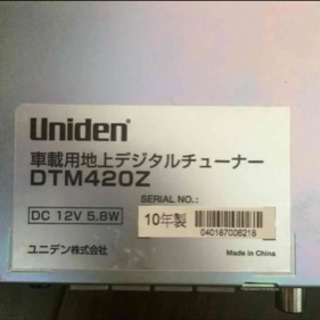 Uniden®
車載用地上デジタルチューナー
DTM420Z
SERIAL NO.:
DC 12V 5.8W
10年製
040187006218
ユニデン株式会社
Made in China